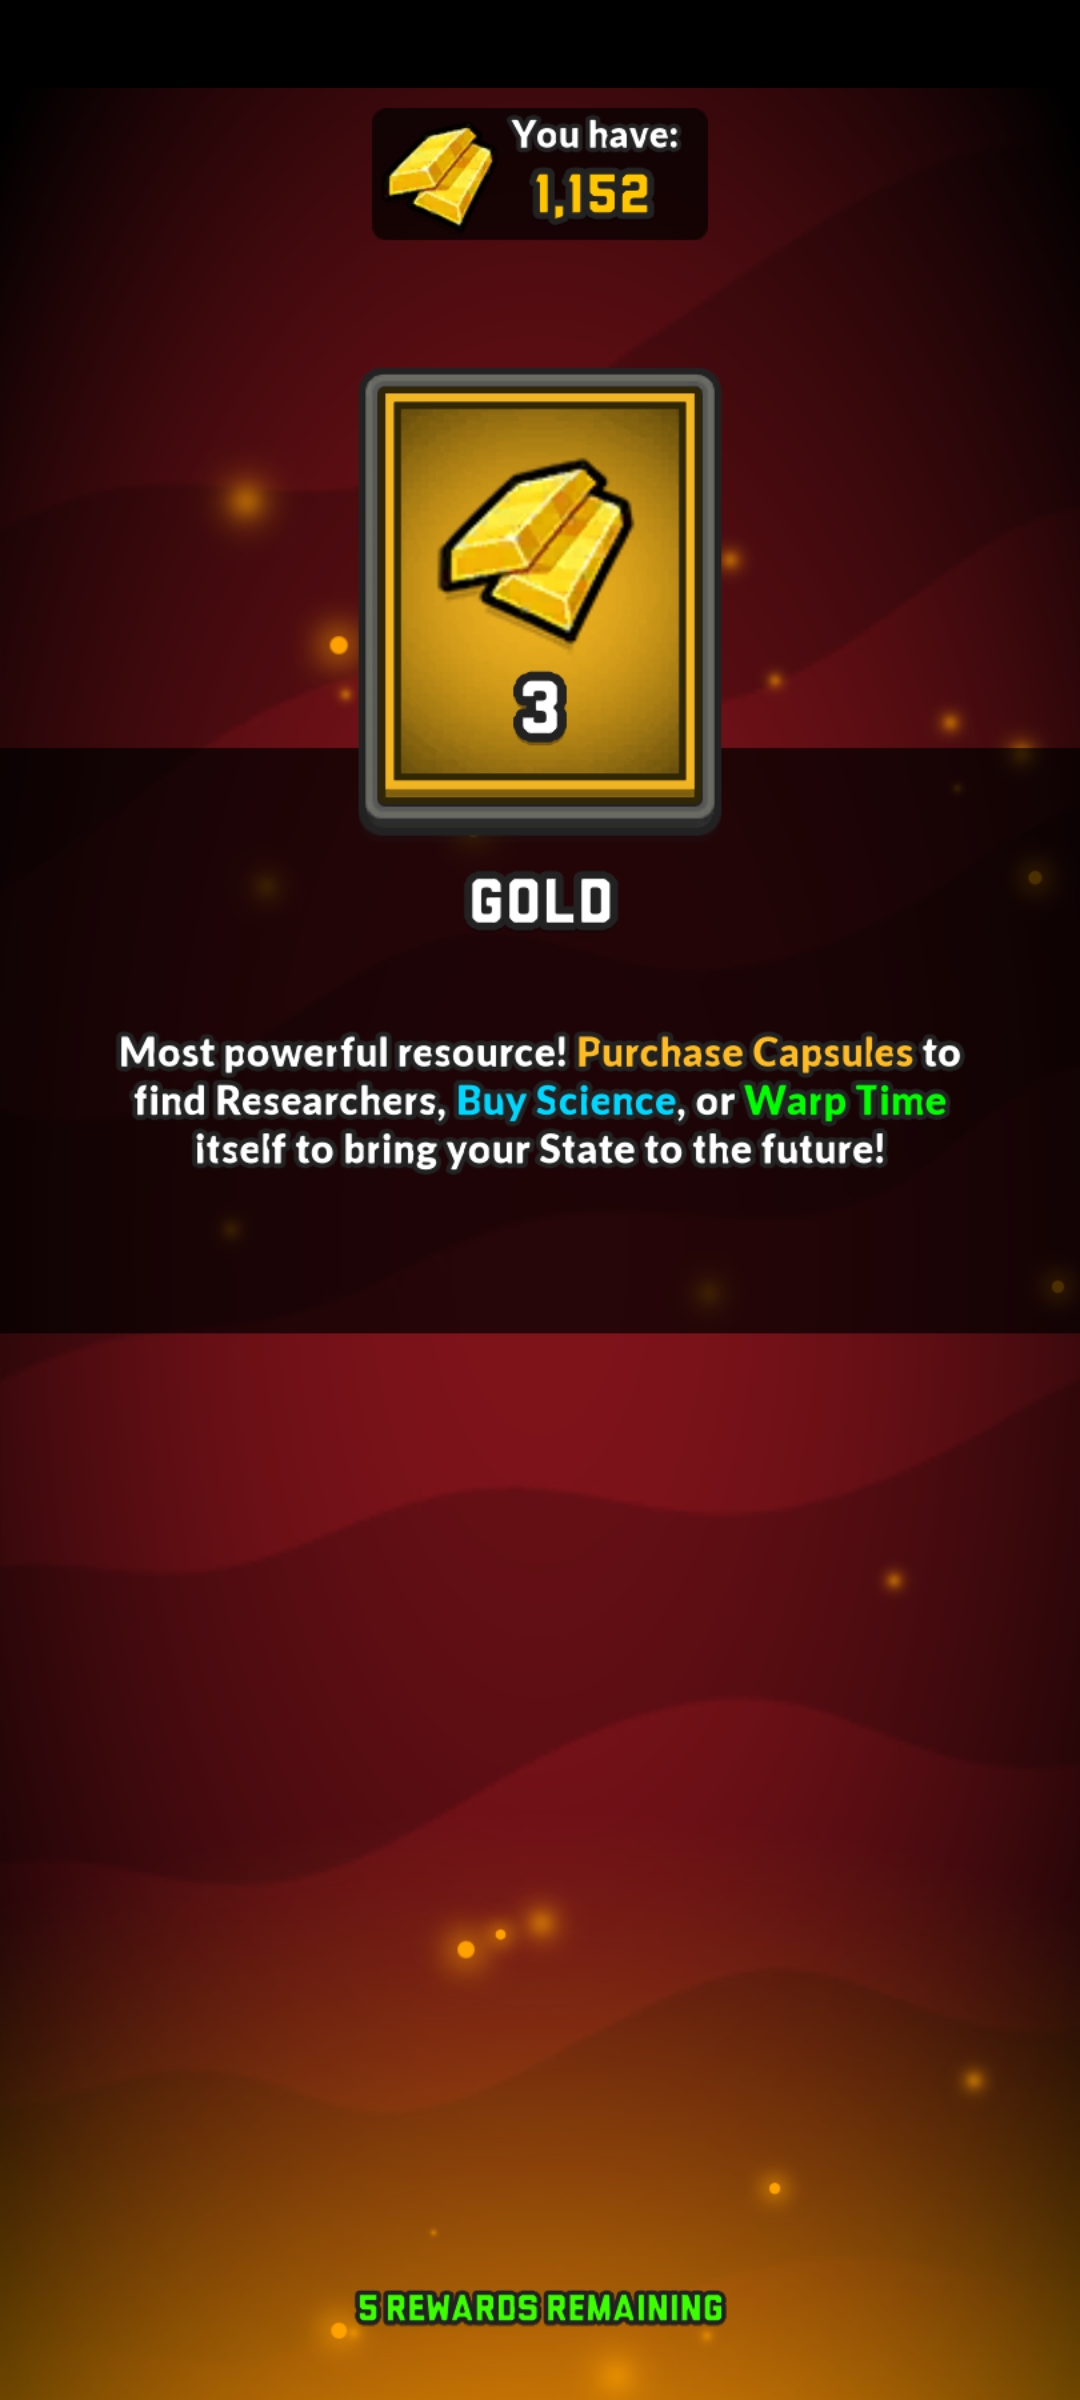 You have:
1,152
3
GOLD
Most powerful resource! Purchase Capsules to
find Researchers, Buy Science, or Warp Time
itself to bring your State to the future!
5 REWARDS REMAINING